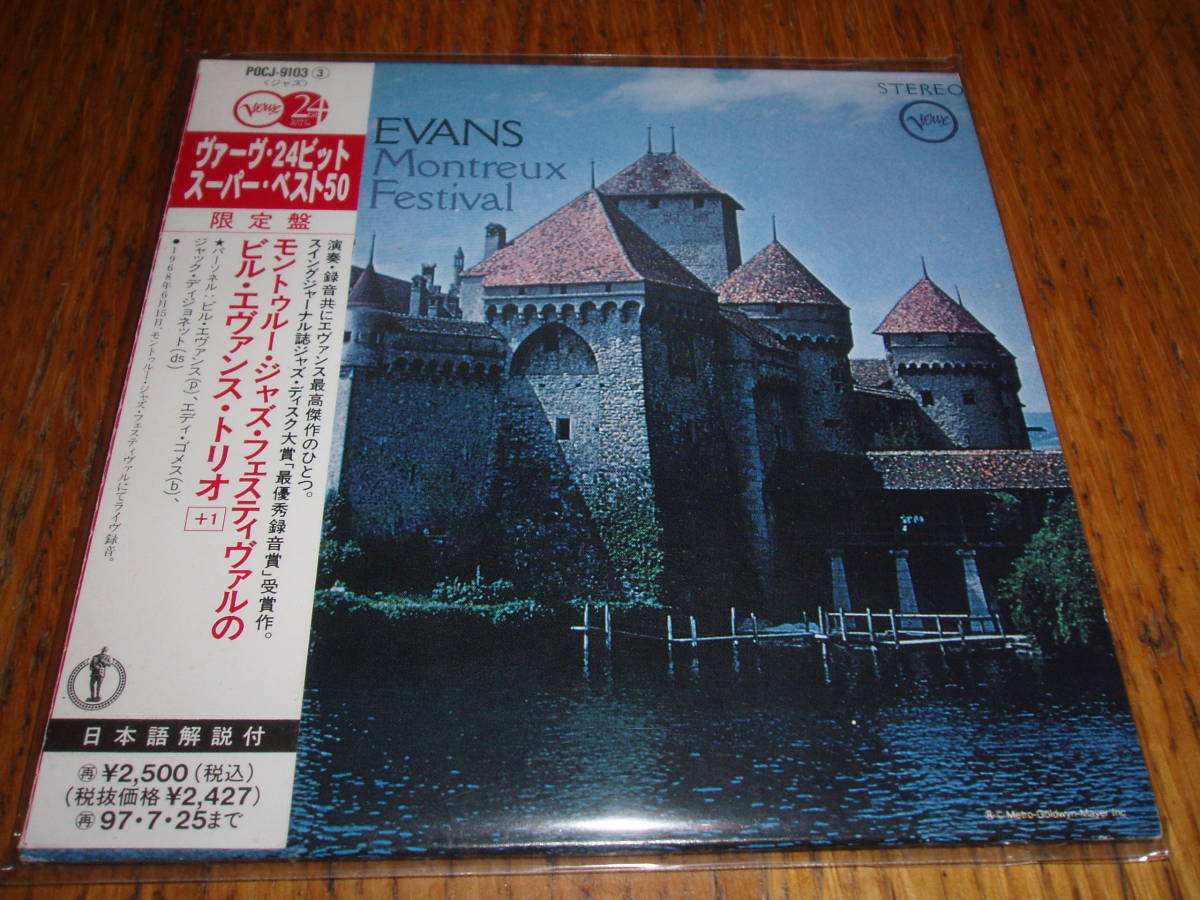 POCJ-9103 ③
〈ジャズ〉
Verve 24
ヴァーヴ・24ビット
スーパー・ベスト50
限定盤
演奏・録音共にエヴァンス最高傑作のひとつ。
スイングジャーナル誌ジャズ・ディスク大賞「最優秀録音賞」受賞作。
モントゥルー・ジャズ・フェスティヴァルの
ビル・エヴァンス・トリオ +1
★パーソネル:ビル・エヴァンス(p)、エディ・ゴメス(b)、
ジャック・ディジョネット(ds)
●1968年6月15日、モントゥルー・ジャズ・フェスティヴァルにてライヴ録音。
日本語解説付
再 ¥2,500(税込)
(税抜価格¥2,427)
再 97・7・25まで
EVANS
Montreux
Festival
STEREO
Verve
© Metro-Goldwyn-Mayer Inc